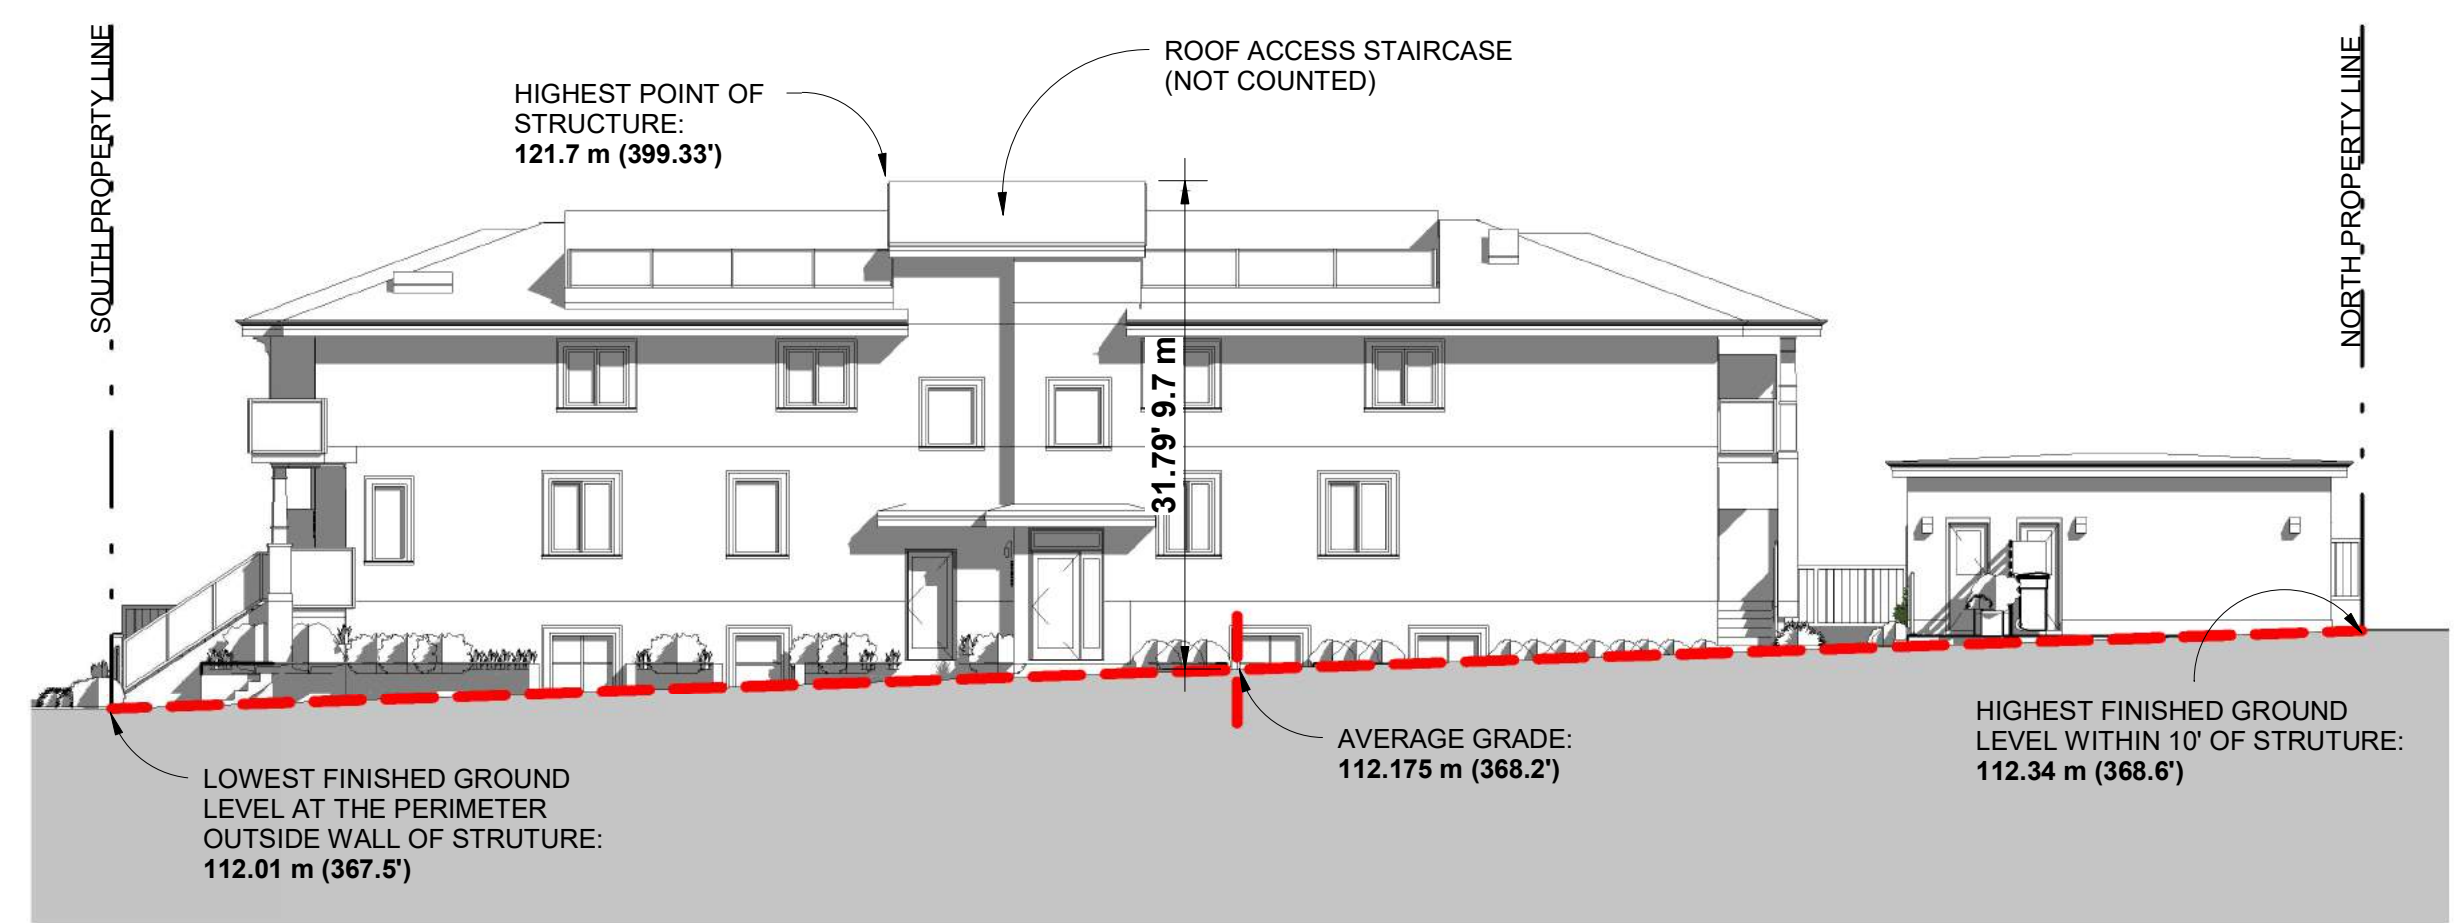 SOUTH PROPERTY LINE
HIGHEST POINT OF
STRUCTURE:
121.7 m (399.33')
ROOF ACCESS STAIRCASE
(NOT COUNTED)
NORTH PROPERTY LINE
31.79' 9.7 m
LOWEST FINISHED GROUND
LEVEL AT THE PERIMETER
OUTSIDE WALL OF STRUTURE:
112.01 m (367.5')
AVERAGE GRADE:
112.175 m (368.2')
HIGHEST FINISHED GROUND
LEVEL WITHIN 10' OF STRUTURE:
112.34 m (368.6')